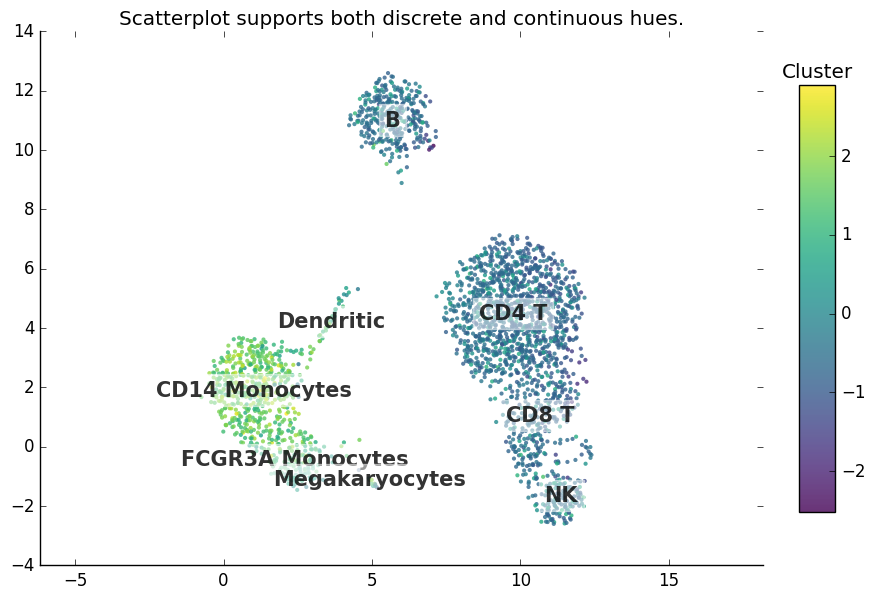 Scatterplot supports both discrete and continuous hues.
14
12
10
8
6
4
2
0
−2
−4
−5
0
5
10
15
B
CD4 T
Dendritic
CD14 Monocytes
CD8 T
FCGR3A Monocytes
Megakaryocytes
NK
Cluster
2
1
0
−1
−2